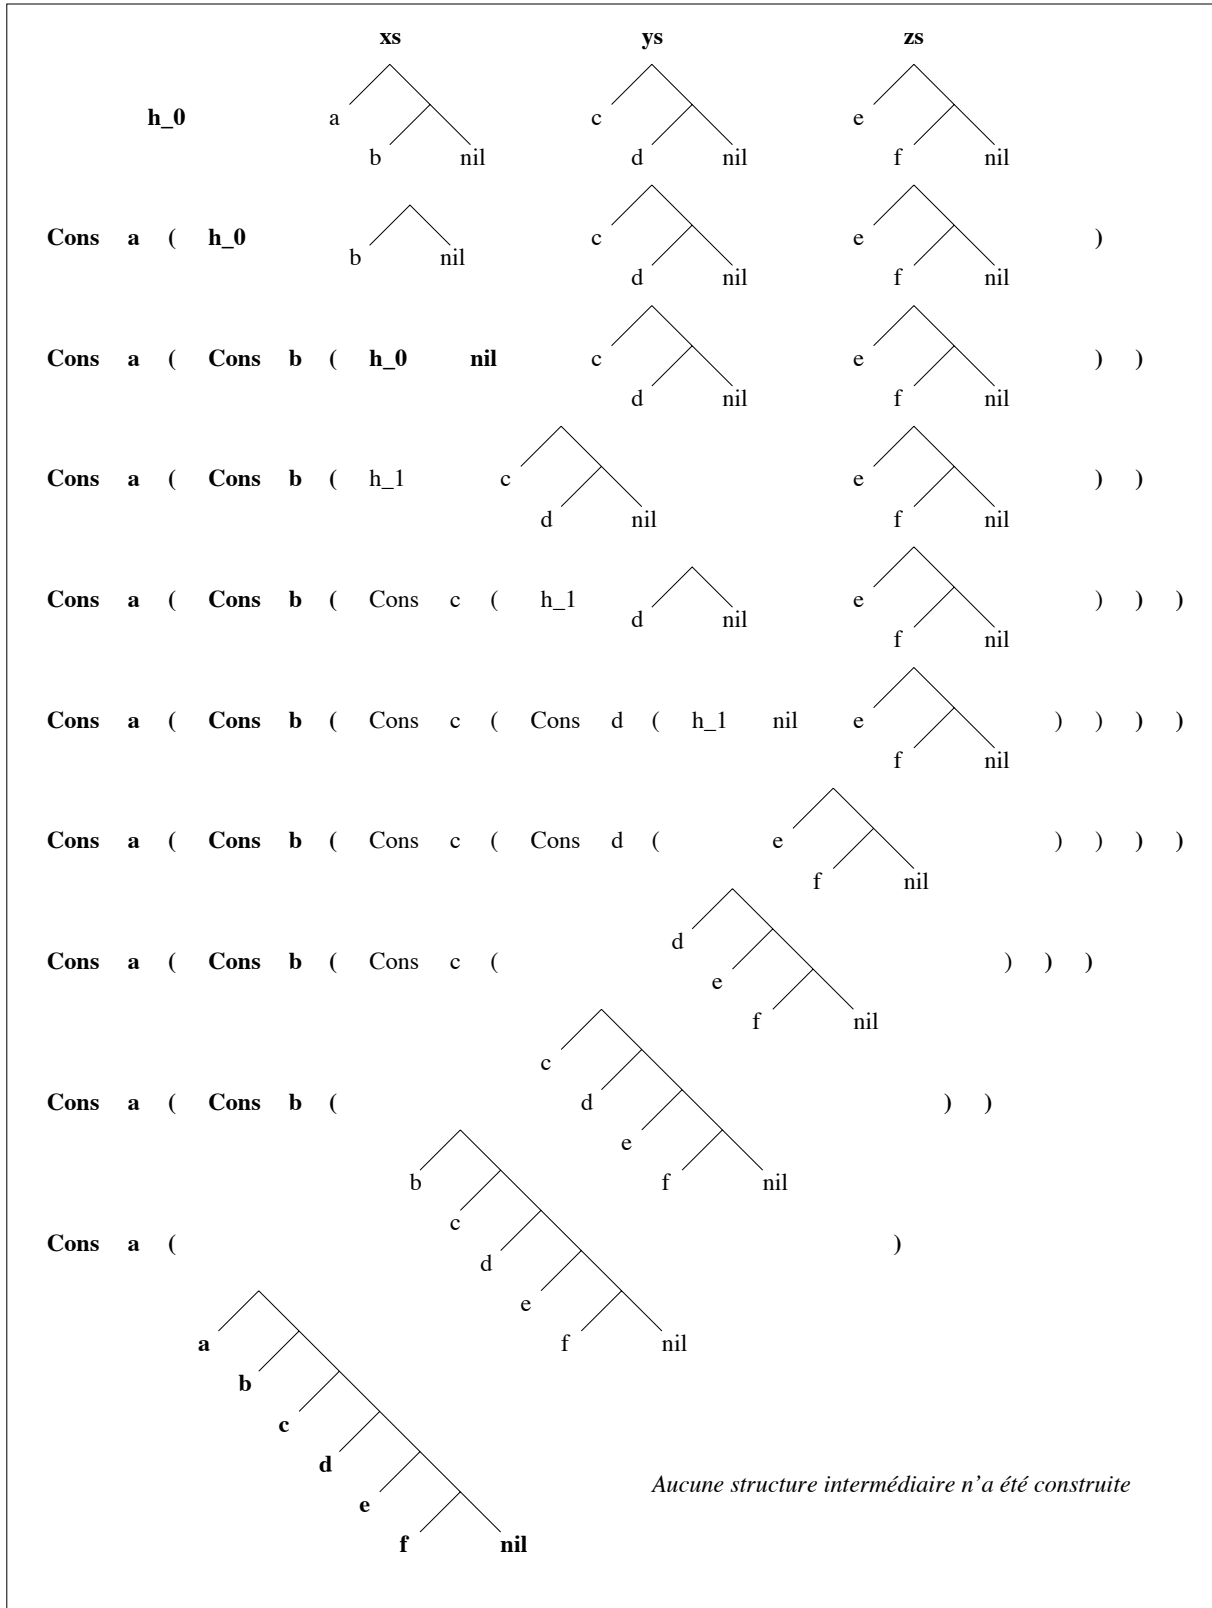 xs ys zs
h_0 a c e
b nil d nil f nil
Cons a ( h_0 b nil c e )
d nil f nil
Cons a ( Cons b ( h_0 nil c e ) )
d nil f nil
Cons a ( Cons b ( h_1 c e ) )
d nil f nil
Cons a ( Cons b ( Cons c ( h_1 e ) ) )
d nil f nil
Cons a ( Cons b ( Cons c ( Cons d ( h_1 nil e ) ) ) )
f nil
Cons a ( Cons b ( Cons c ( Cons d ( e ) ) ) )
f nil
d
Cons a ( Cons b ( Cons c ( ) ) )
e
f nil
c
Cons a ( Cons b ( d ) )
e
b f nil
c
Cons a ( )
d
e
a f nil
b
c
d
Aucune structure intermédiaire n'a été construite
e
f nil